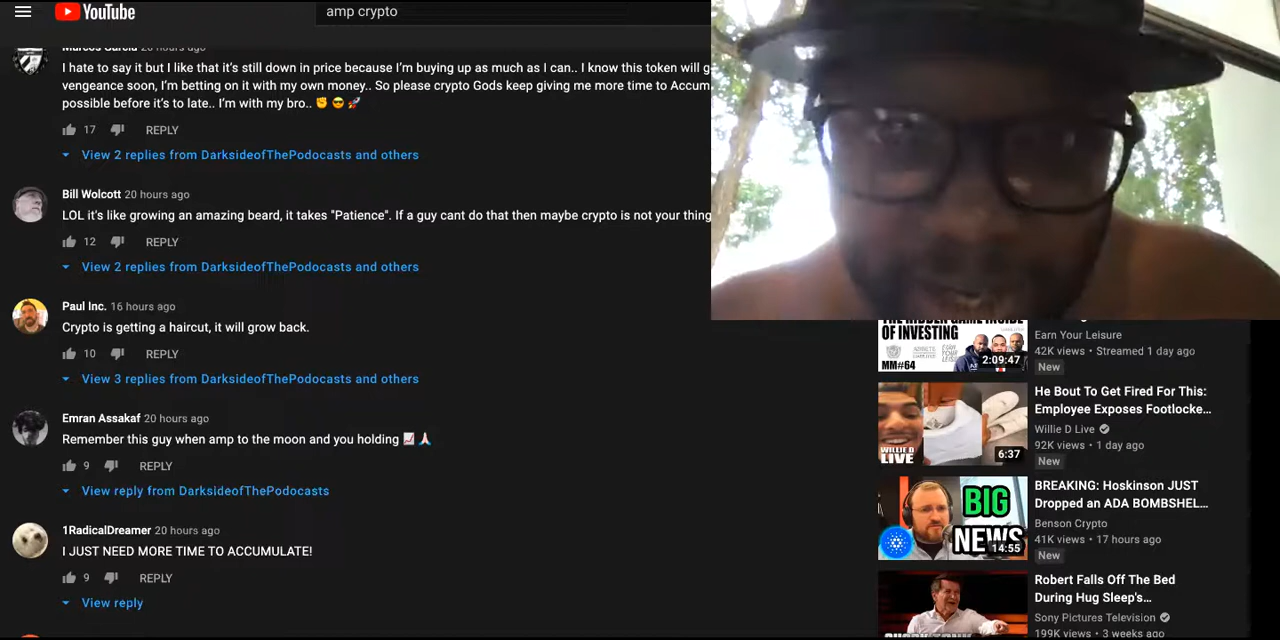 YouTube
amp crypto
Marcos Garcia 20 hours ago
I hate to say it but I like that it's still down in price because I'm buying up as much as I can.. I know this token will g
vengeance soon, I'm betting on it with my own money.. So please crypto Gods keep giving me more time to Accum
possible before it's to late.. I'm with my bro.. ✊ 😎 🚀
17 REPLY
View 2 replies from DarksideofThePodocasts and others
Bill Wolcott 20 hours ago
LOL it's like growing an amazing beard, it takes "Patience". If a guy cant do that then maybe crypto is not your thing
12 REPLY
View 2 replies from DarksideofThePodocasts and others
Paul Inc. 16 hours ago
Crypto is getting a haircut, it will grow back.
10 REPLY
View 3 replies from DarksideofThePodocasts and others
Emran Assakaf 20 hours ago
Remember this guy when amp to the moon and you holding 📈 🙏🏻
9 REPLY
View reply from DarksideofThePodocasts
1RadicalDreamer 20 hours ago
I JUST NEED MORE TIME TO ACCUMULATE!
9 REPLY
View reply
OF INVESTING
MM#64
2:09:47
Earn Your Leisure
42K views • Streamed 1 day ago
New
WILLIE D
LIVE
6:37
He Bout To Get Fired For This:
Employee Exposes Footlocke...
Willie D Live
92K views • 1 day ago
New
BIG
NEWS
14:55
BREAKING: Hoskinson JUST
Dropped an ADA BOMBSHEL...
Benson Crypto
41K views • 17 hours ago
New
Robert Falls Off The Bed
During Hug Sleep's...
Sony Pictures Television
199K views • 3 weeks ago